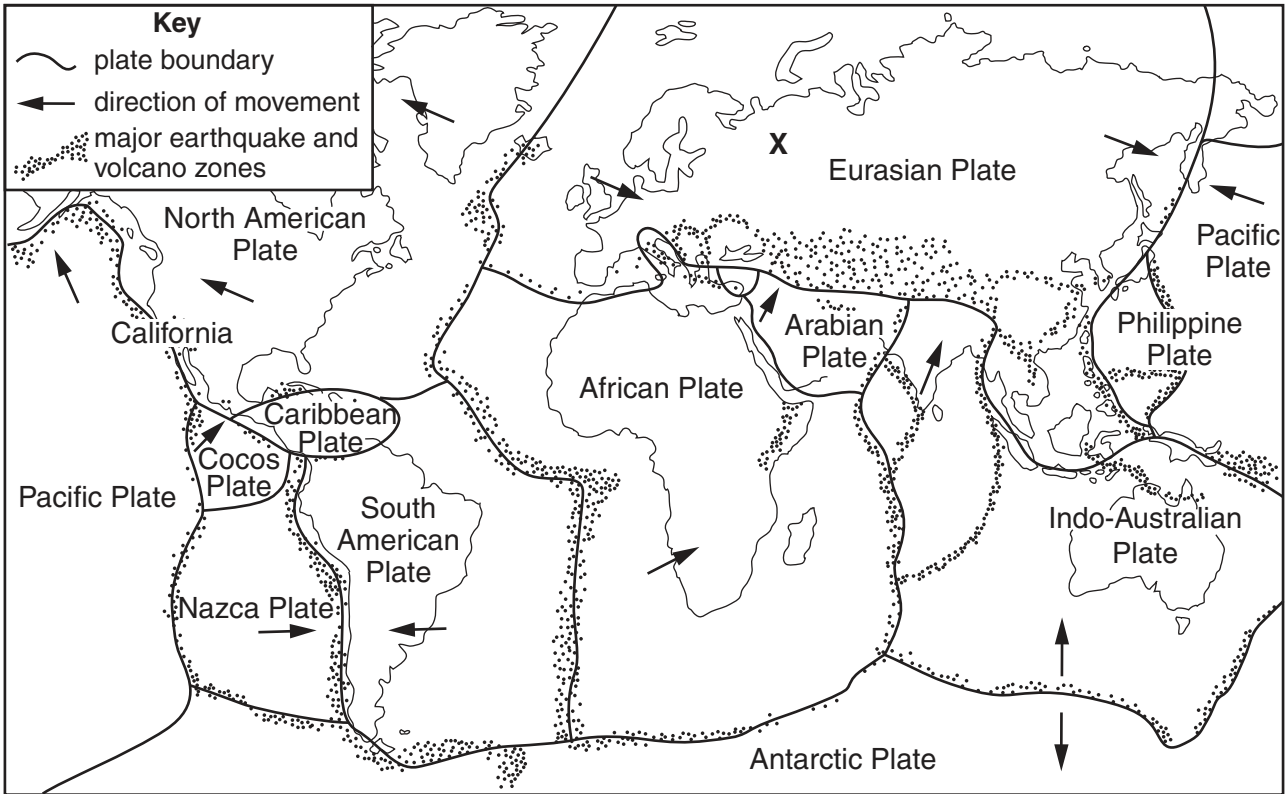 Key
plate boundary
direction of movement
major earthquake and
volcano zones
X
Eurasian Plate
North American
Plate
Pacific
Plate
California
Arabian
Plate
Philippine
Plate
African Plate
Caribbean
Plate
Cocos
Plate
Pacific Plate
South
American
Plate
Indo-Australian
Plate
Nazca Plate
Antarctic Plate